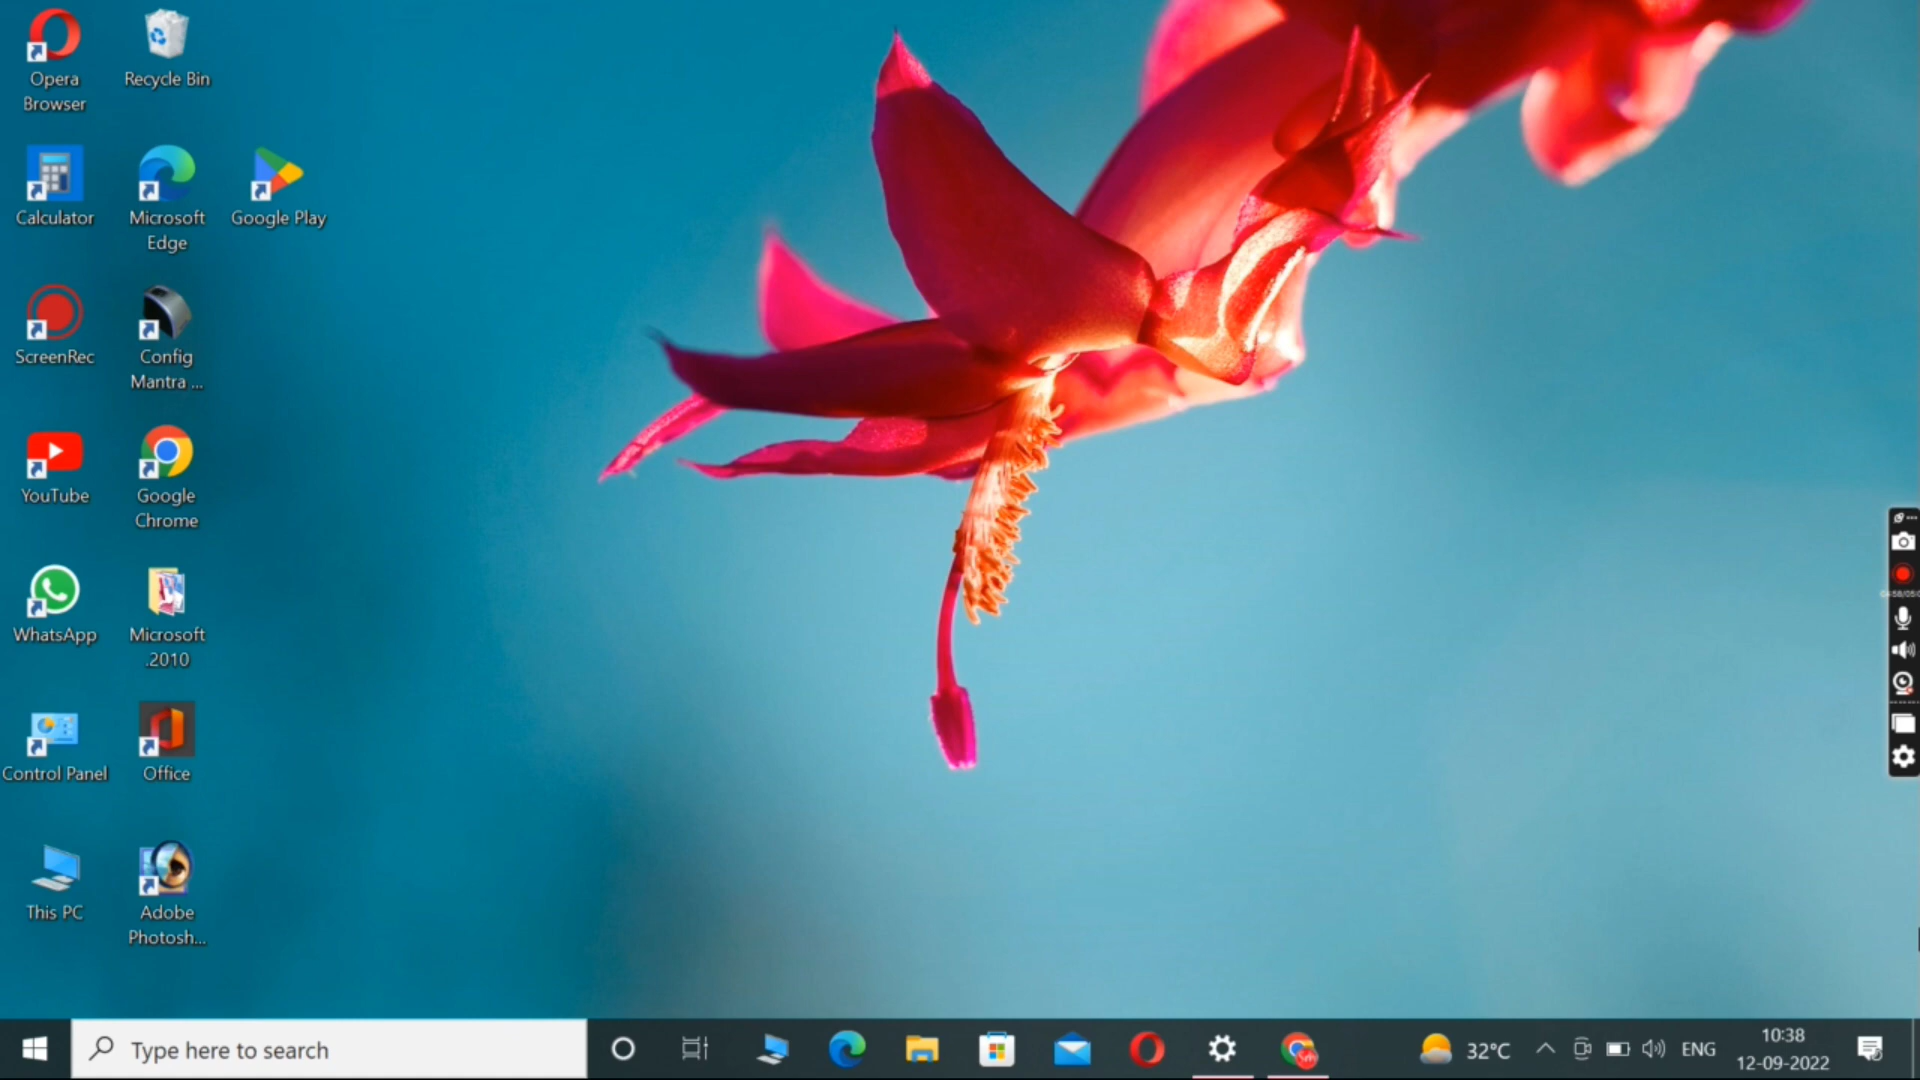 Opera
Browser
Recycle Bin
Calculator
Microsoft
Edge
Google Play
ScreenRec
Config
Mantra ...
YouTube
Google
Chrome
WhatsApp
Microsoft
.2010
Control Panel
Office
This PC
Adobe
Photosh...
Type here to search
32°C
ENG
10:38
12-09-2022